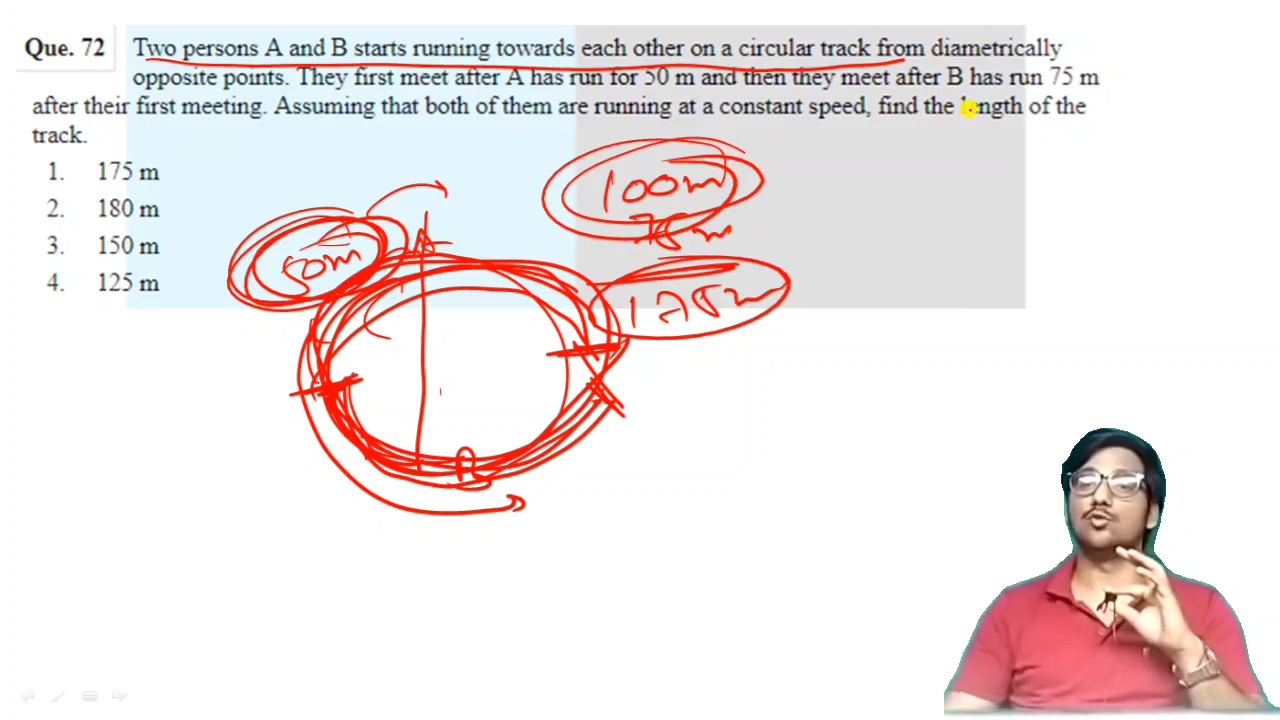 Que. 72 Two persons A and B starts running towards each other on a circular track from diametrically
opposite points. They first meet after A has run for 50 m and then they meet after B has run 75 m
after their first meeting. Assuming that both of them are running at a constant speed, find the length of the
track.
1. 175 m
2. 180 m
3. 150 m
4. 125 m
100m
75m
175m
50m
A